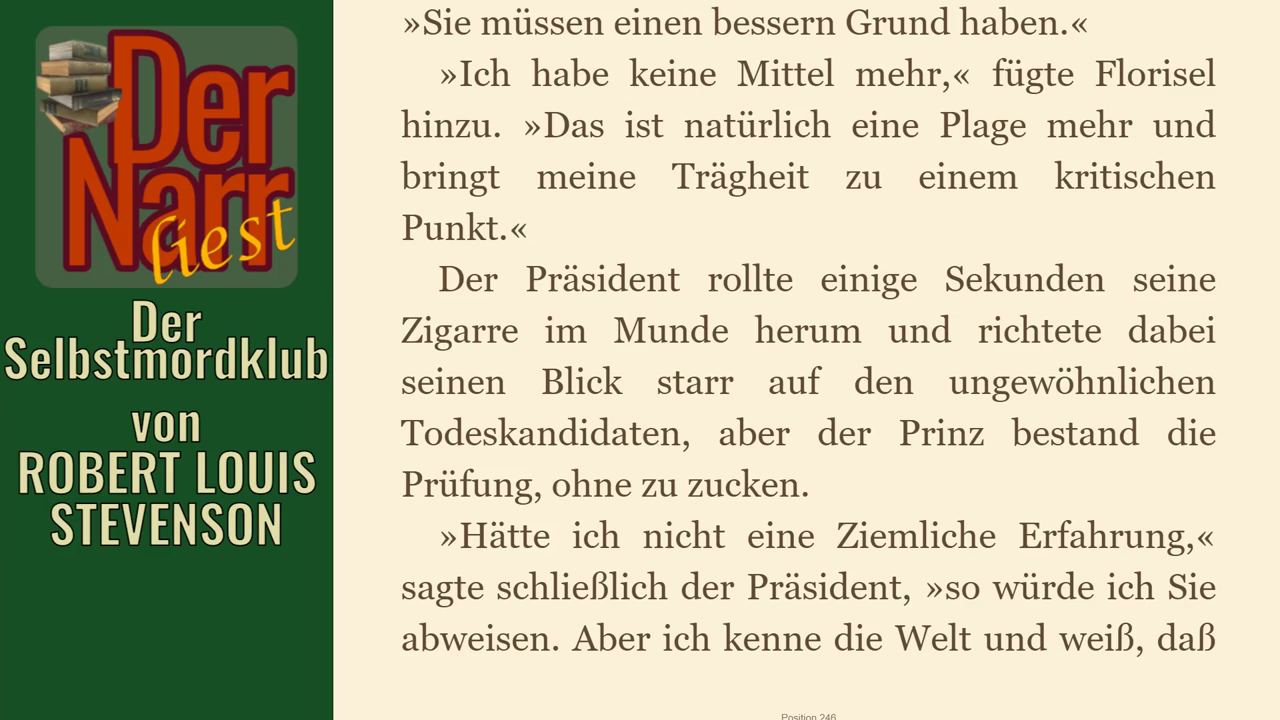 Der
Narr
liest
Der
Selbstmordklub
von
ROBERT LOUIS
STEVENSON
»Sie müssen einen bessern Grund haben.«
»Ich habe keine Mittel mehr,« fügte Florisel
hinzu. »Das ist natürlich eine Plage mehr und
bringt meine Trägheit zu einem kritischen
Punkt.«
Der Präsident rollte einige Sekunden seine
Zigarre im Munde herum und richtete dabei
seinen Blick starr auf den ungewöhnlichen
Todeskandidaten, aber der Prinz bestand die
Prüfung, ohne zu zucken.
»Hätte ich nicht eine Ziemliche Erfahrung,«
sagte schließlich der Präsident, »so würde ich Sie
abweisen. Aber ich kenne die Welt und weiß, daß
Position 246